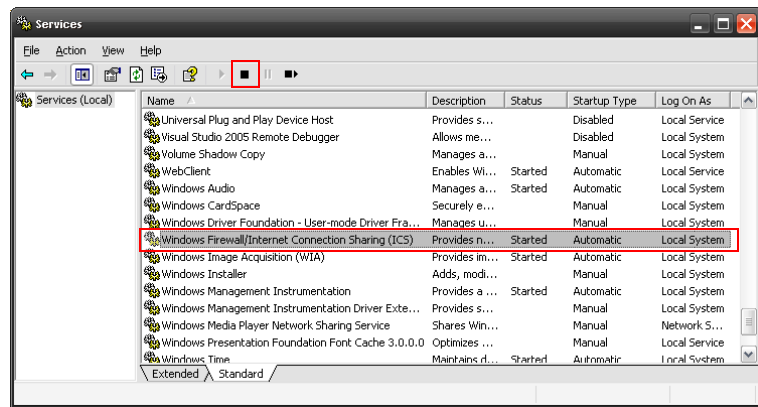 Services
File Action View Help
Services (Local)
Name Description Status Startup Type Log On As
Universal Plug and Play Device Host Provides s... Disabled Local Service
Visual Studio 2005 Remote Debugger Allows me... Disabled Local System
Volume Shadow Copy Manages a... Manual Local System
WebClient Enables Wi... Started Automatic Local Service
Windows Audio Manages a... Started Automatic Local System
Windows CardSpace Securely e... Manual Local System
Windows Driver Foundation - User-mode Driver Fra... Manages u... Manual Local System
Windows Firewall/Internet Connection Sharing (ICS) Provides n... Started Automatic Local System
Windows Image Acquisition (WIA) Provides im... Started Automatic Local System
Windows Installer Adds, modi... Manual Local System
Windows Management Instrumentation Provides a ... Started Automatic Local System
Windows Management Instrumentation Driver Exte... Provides s... Manual Local System
Windows Media Player Network Sharing Service Shares Win... Manual Network S...
Windows Presentation Foundation Font Cache 3.0.0.0 Optimizes ... Manual Local Service
Windows Time Maintains d... Started Automatic Local System
Extended Standard